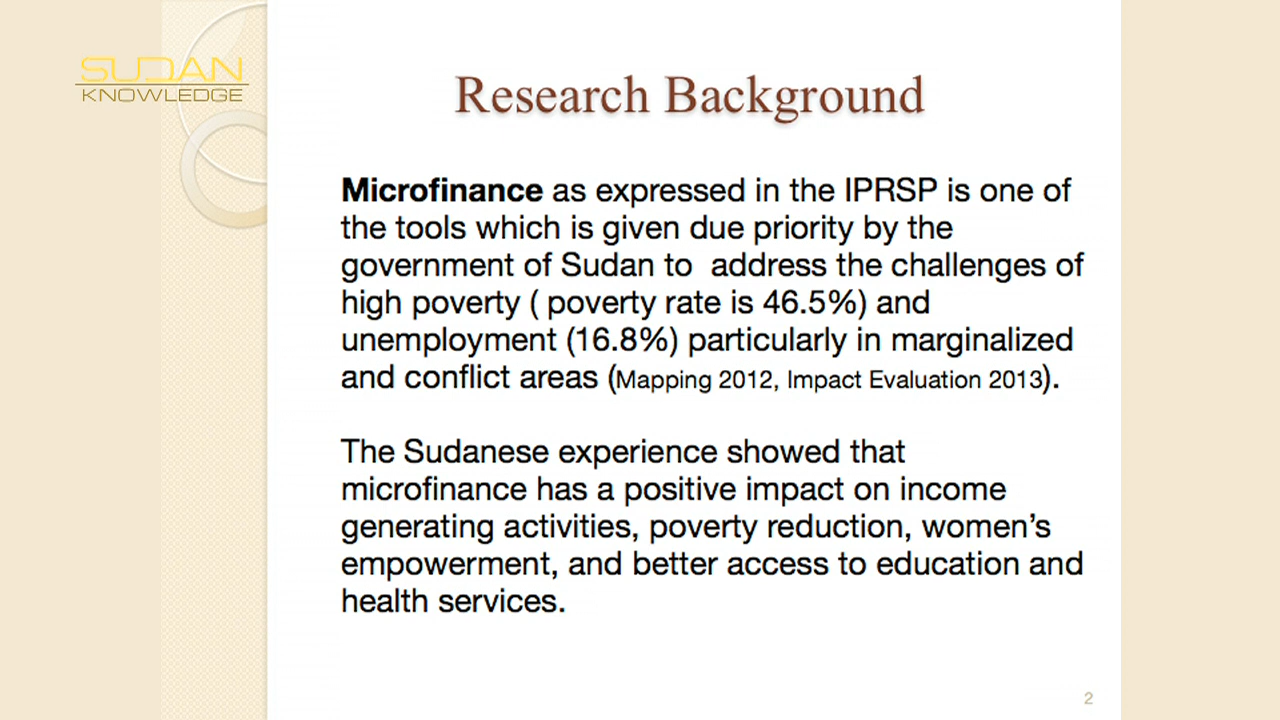 SUDAN
KNOWLEDGE
Research Background
Microfinance as expressed in the IPRSP is one of
the tools which is given due priority by the
government of Sudan to  address the challenges of
high poverty ( poverty rate is 46.5%) and
unemployment (16.8%) particularly in marginalized
and conflict areas (Mapping 2012, Impact Evaluation 2013).
The Sudanese experience showed that
microfinance has a positive impact on income
generating activities, poverty reduction, women’s
empowerment, and better access to education and
health services.
2